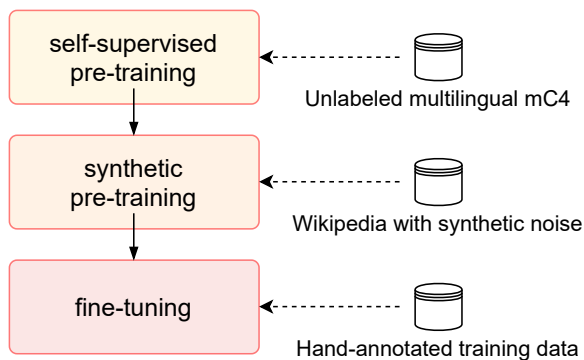 self-supervised
pre-training
Unlabeled multilingual mC4
synthetic
pre-training
Wikipedia with synthetic noise
fine-tuning
Hand-annotated training data